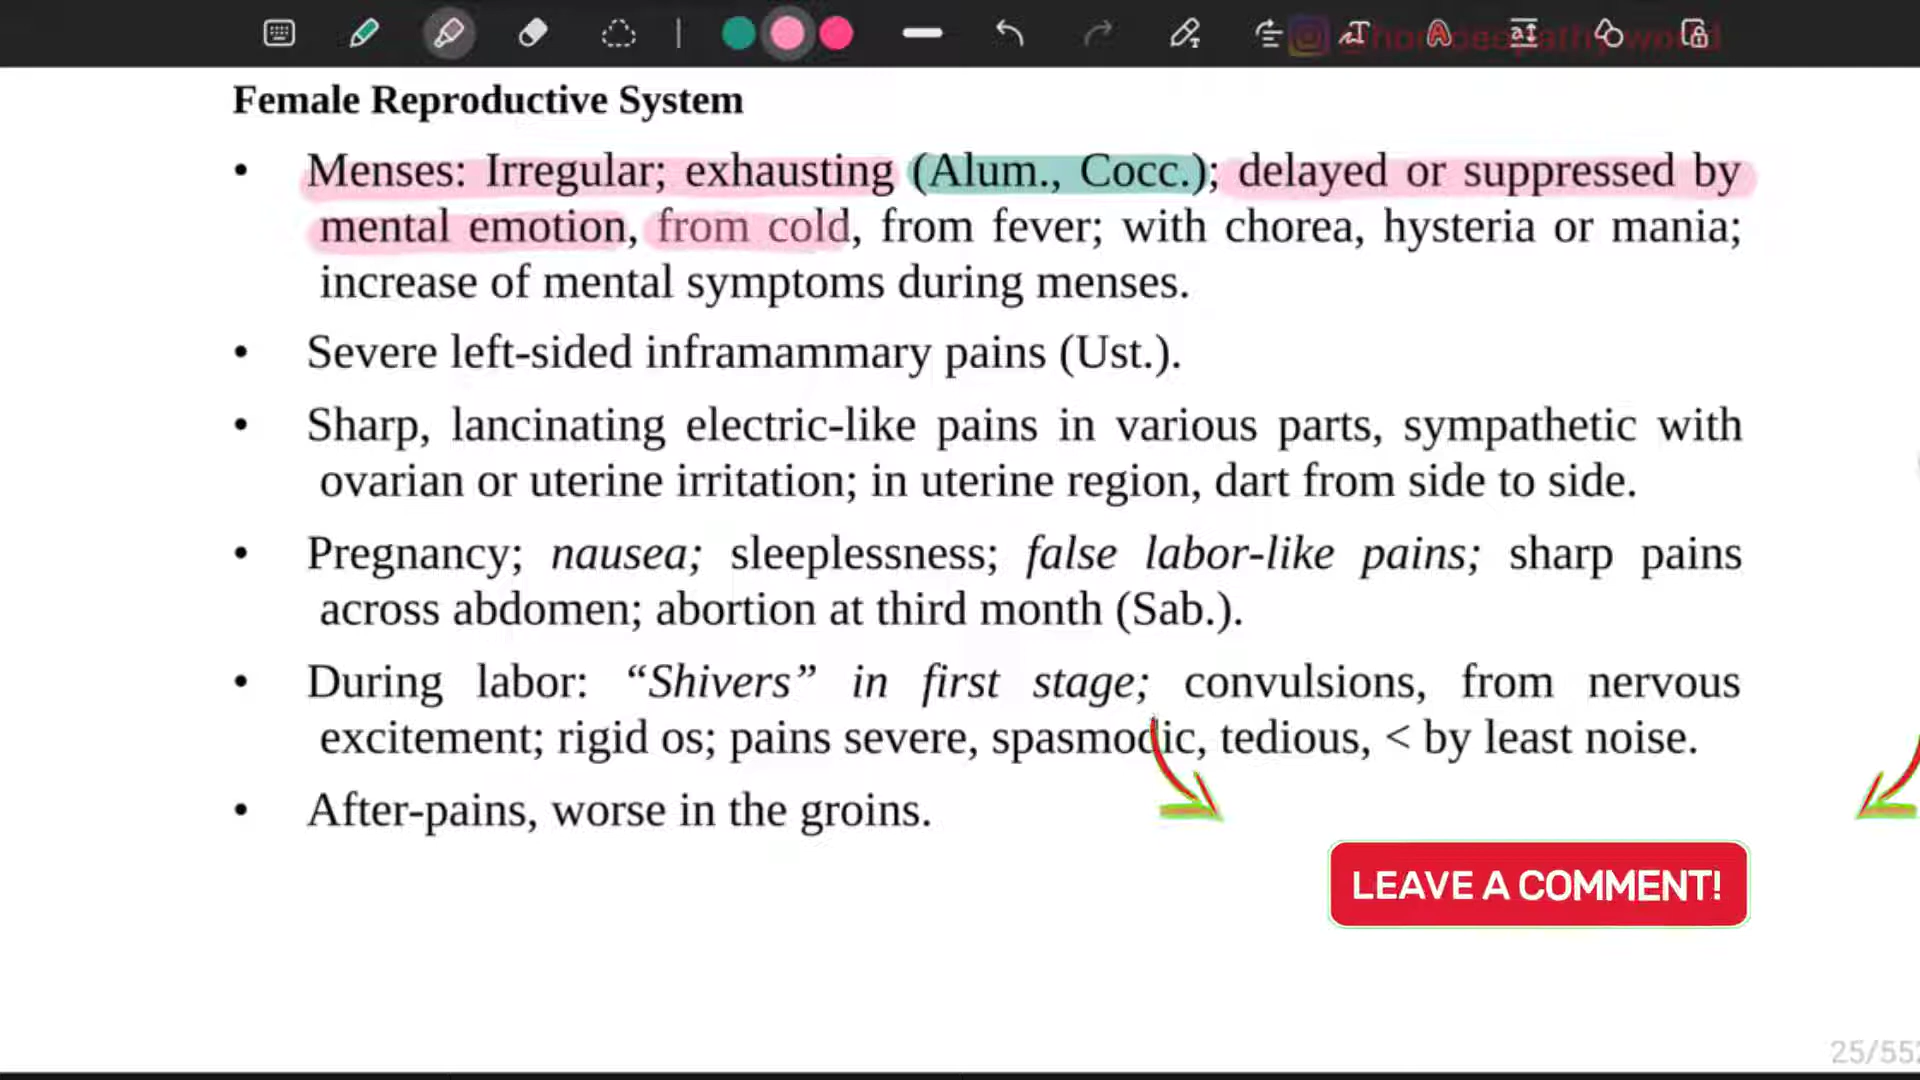 @homoeopathy world
Female Reproductive System
• Menses: Irregular; exhausting (Alum., Cocc.); delayed or suppressed by
mental emotion, from cold, from fever; with chorea, hysteria or mania;
increase of mental symptoms during menses.
• Severe left-sided inframammary pains (Ust.).
• Sharp, lancinating electric-like pains in various parts, sympathetic with
ovarian or uterine irritation; in uterine region, dart from side to side.
• Pregnancy; nausea; sleeplessness; false labor-like pains; sharp pains
across abdomen; abortion at third month (Sab.).
• During labor: “Shivers” in first stage; convulsions, from nervous
excitement; rigid os; pains severe, spasmodic, tedious, < by least noise.
• After-pains, worse in the groins.
LEAVE A COMMENT!
25/552